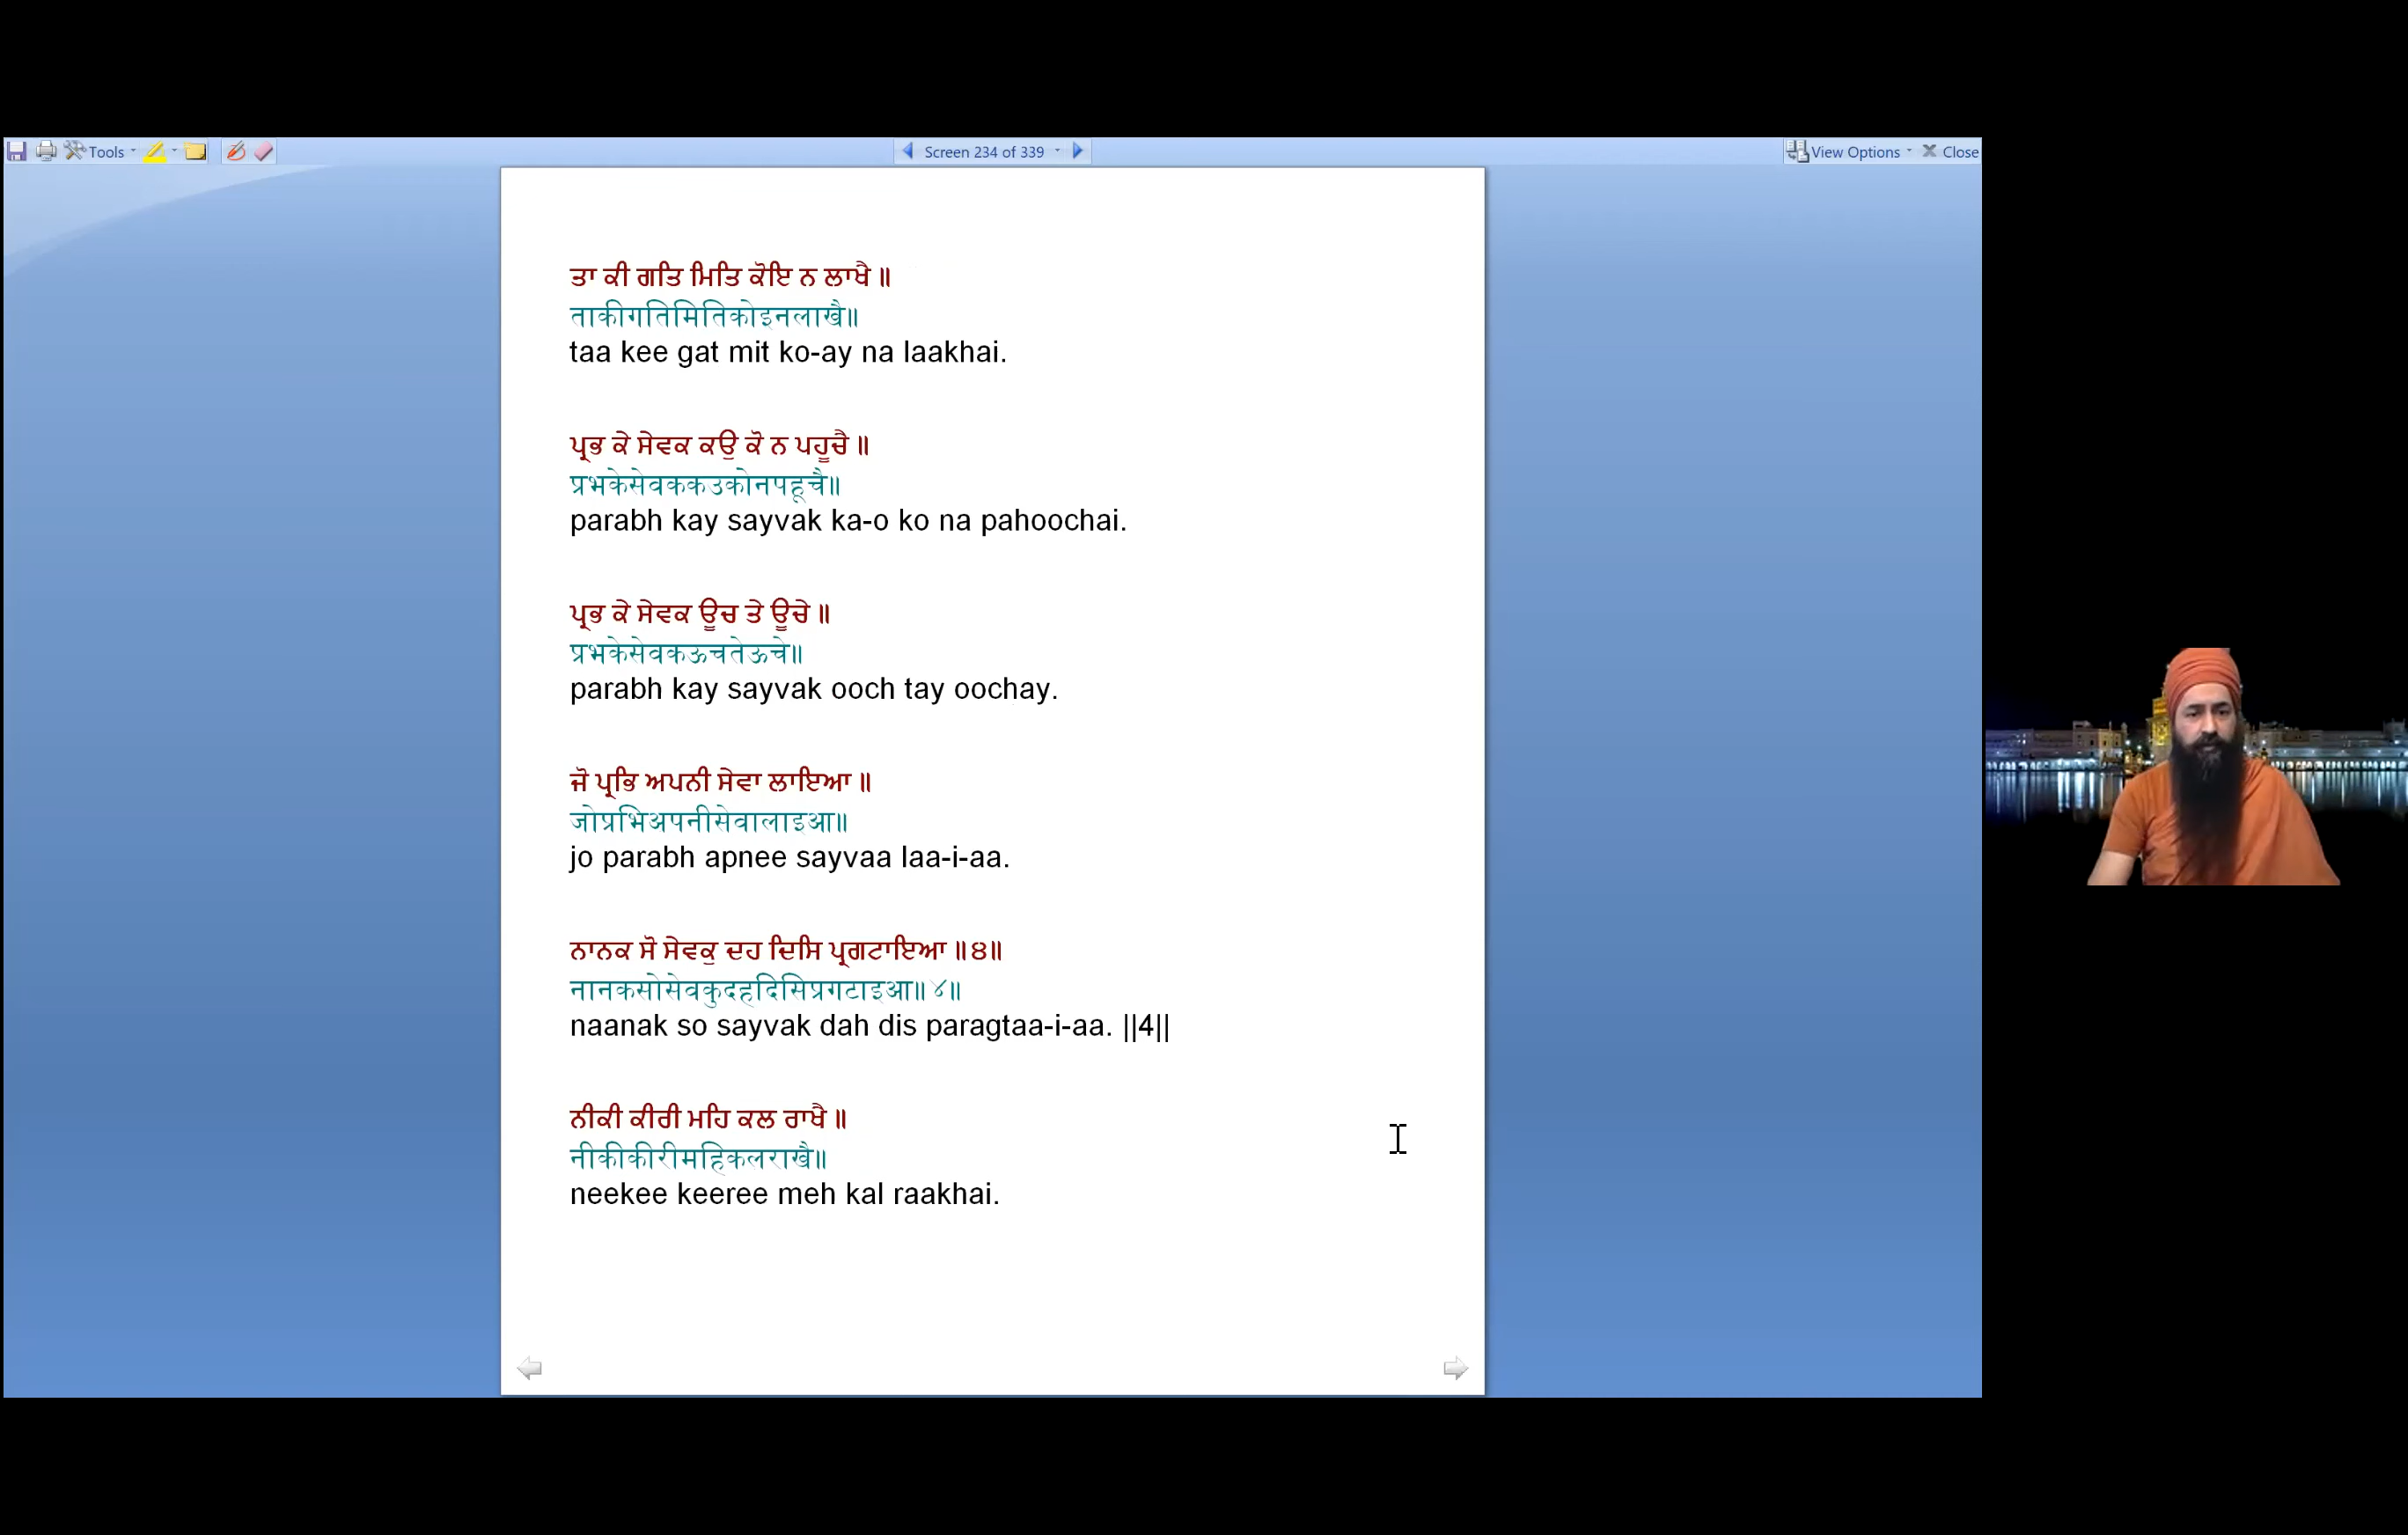 Tools
Screen 234 of 339
View Options
Close
ਤਾ ਕੀ ਗਤਿ ਮਿਤਿ ਕੋਇ ਨ ਲਾਖੈ ॥
ताकीगतिमितिकोइनलाखै॥
taa kee gat mit ko-ay na laakhai.
ਪ੍ਰਭ ਕੇ ਸੇਵਕ ਕਉ ਕੋ ਨ ਪਹੂਚੈ ॥
प्रभकेसेवककउकोनपहूचै॥
parabh kay sayvak ka-o ko na pahoochai.
ਪ੍ਰਭ ਕੇ ਸੇਵਕ ਊਚ ਤੇ ਊਚੇ ॥
प्रभकेसेवकऊचतेऊचे॥
parabh kay sayvak ooch tay oochay.
ਜੋ ਪ੍ਰਭਿ ਅਪਨੀ ਸੇਵਾ ਲਾਇਆ ॥
जोप्रभिअपनीसेवालाइआ॥
jo parabh apnee sayvaa laa-i-aa.
ਨਾਨਕ ਸੋ ਸੇਵਕੁ ਦਹ ਦਿਸਿ ਪ੍ਰਗਟਾਇਆ ॥੪॥
नानकसोसेवकुदहदिसिप्रगटाइआ॥४॥
naanak so sayvak dah dis paragtaa-i-aa. ||4||
ਨੀਕੀ ਕੀਰੀ ਮਹਿ ਕਲ ਰਾਖੈ ॥
नीकीकीरीमहिकलराखै॥
neekee keeree meh kal raakhai.